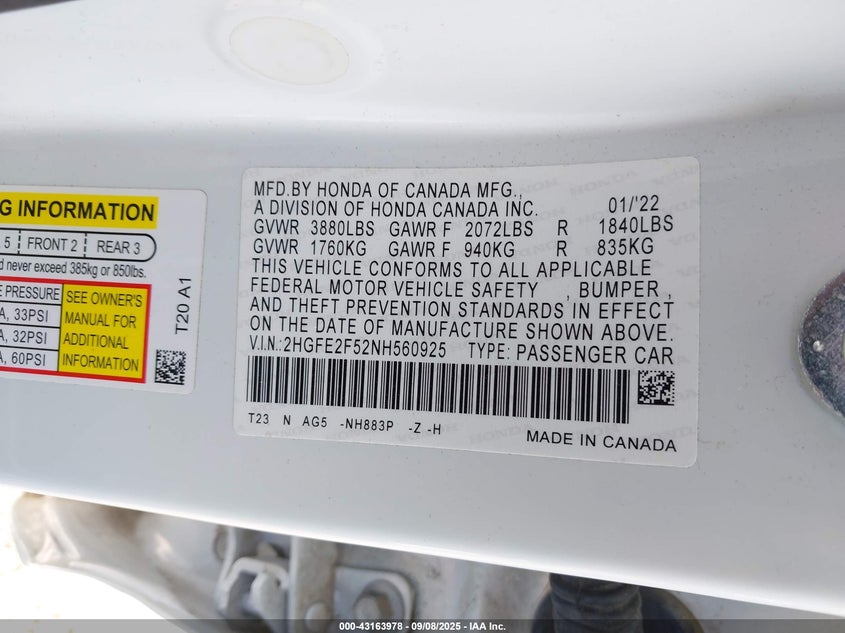 G INFORMATION
5 FRONT 2 REAR 3
d never exceed 385kg or 850lbs.
E PRESSURE
A, 33PSI
A, 32PSI
A, 60PSI
SEE OWNER'S
MANUAL FOR
ADDITIONAL
INFORMATION
T20 A1
MFD.BY HONDA OF CANADA MFG.,
A DIVISION OF HONDA CANADA INC. 01/'22
GVWR 3880LBS GAWR F 2072LBS R 1840LBS
GVWR 1760KG GAWR F 940KG R 835KG
THIS VEHICLE CONFORMS TO ALL APPLICABLE
FEDERAL MOTOR VEHICLE SAFETY , BUMPER ,
AND THEFT PREVENTION STANDARDS IN EFFECT
ON THE DATE OF MANUFACTURE SHOWN ABOVE.
V.I.N.:2HGFE2F52NH560925 TYPE: PASSENGER CAR
T23 N AG5 -NH883P -Z -H
MADE IN CANADA
000-43163978 - 09/08/2025 - IAA Inc.